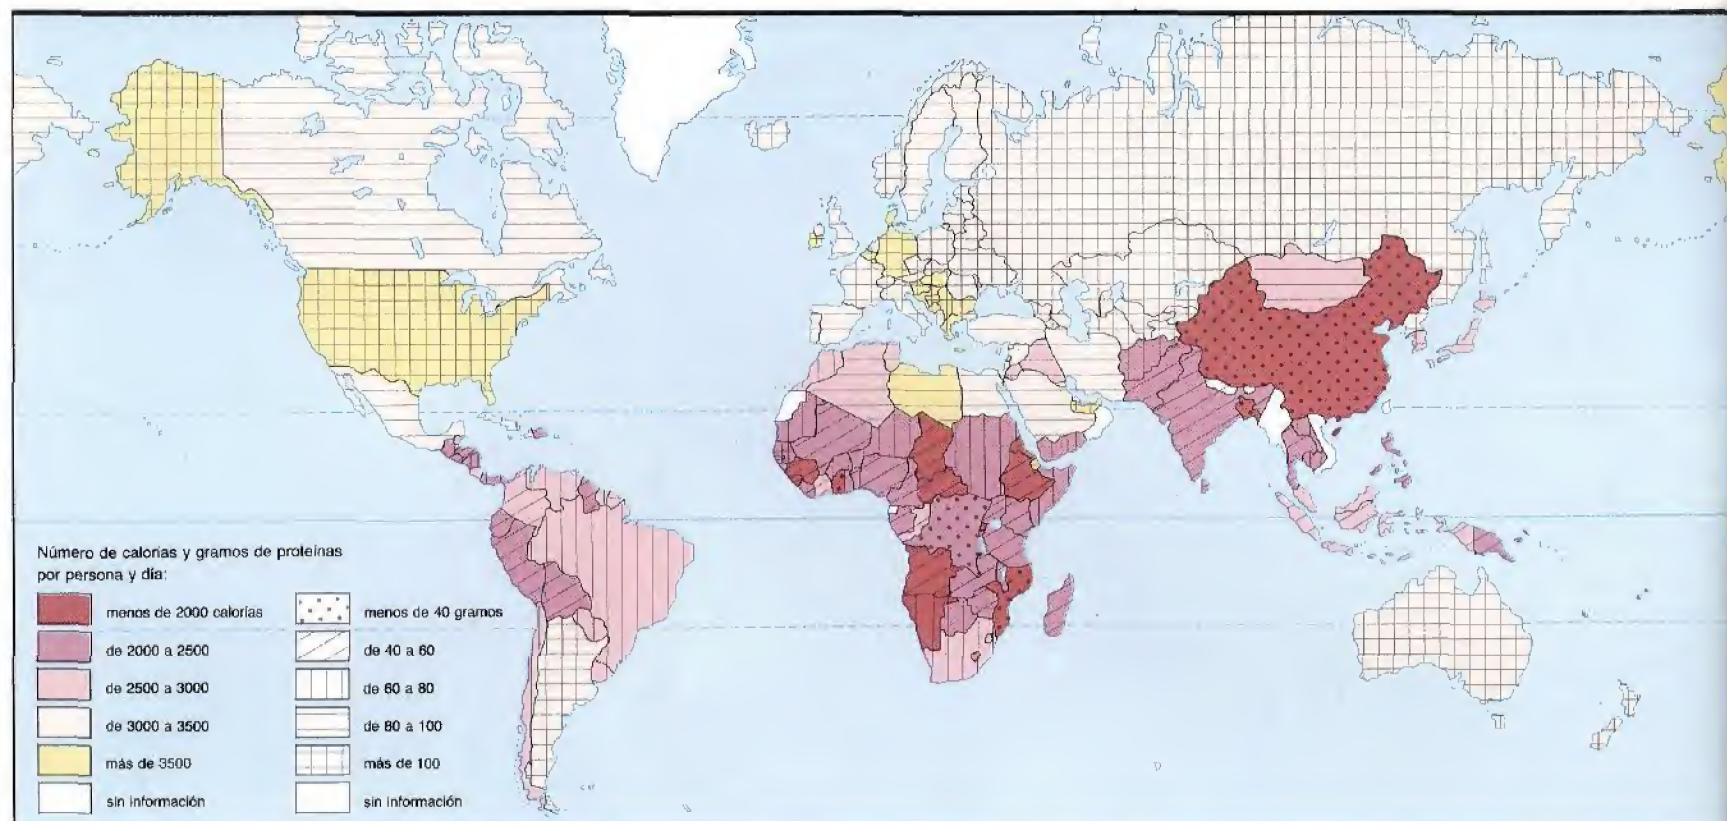 Número de calorías y gramos de proteínas
por persona y día:
menos de 2000 calorías
de 2000 a 2500
de 2500 a 3000
de 3000 a 3500
más de 3500
sin información
menos de 40 gramos
de 40 a 60
de 60 a 80
de 80 a 100
más de 100
sin información